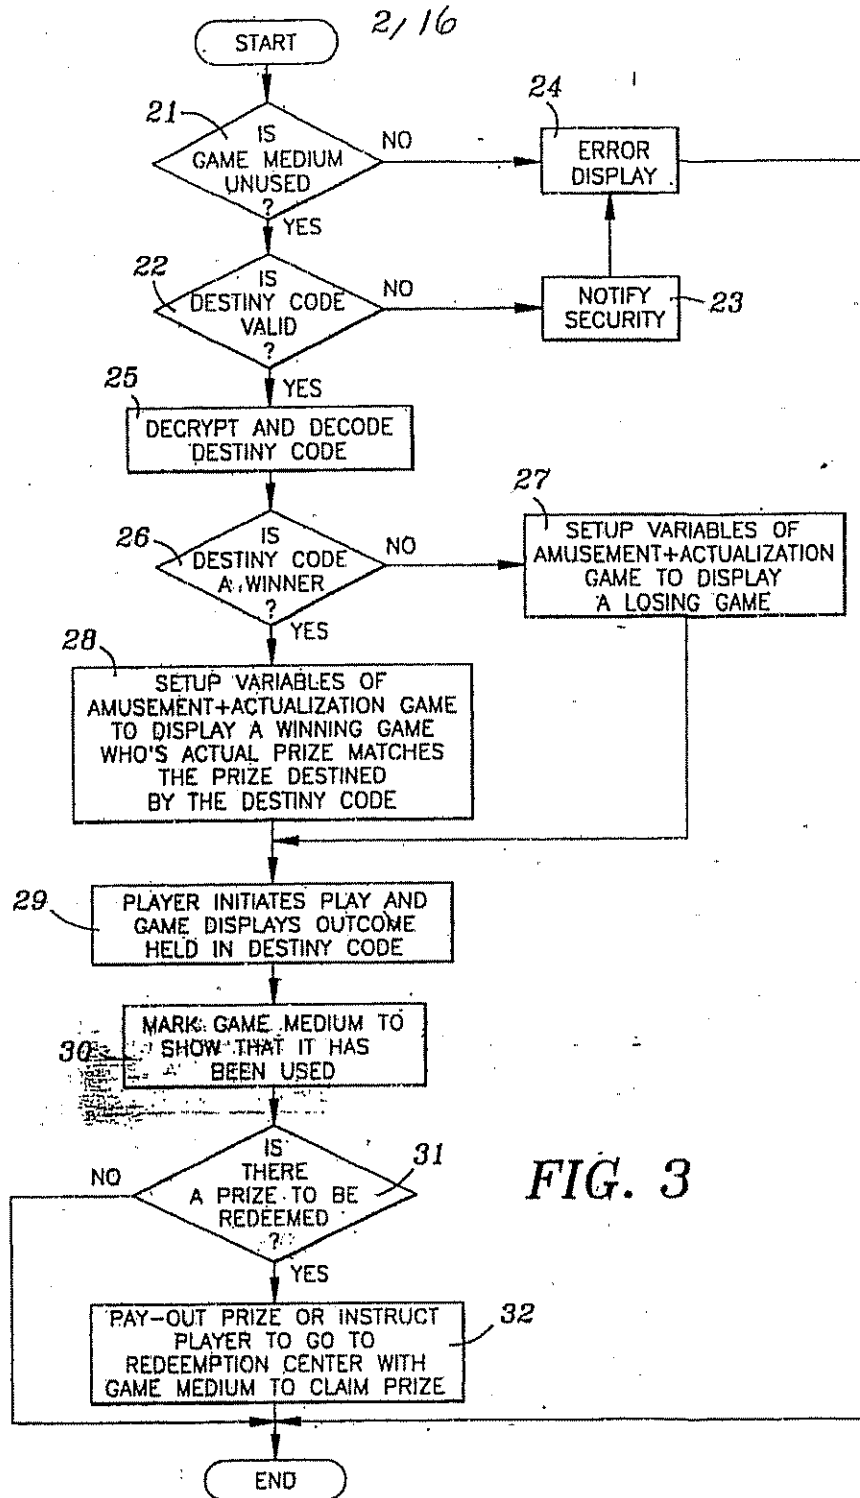 2/16
START
21
IS
GAME MEDIUM
UNUSED
?
NO
YES
24
ERROR
DISPLAY
22
IS
DESTINY CODE
VALID
?
NO
YES
NOTIFY
SECURITY
23
25
DECRYPT AND DECODE
DESTINY CODE
26
IS
DESTINY CODE
A WINNER
?
NO
YES
27
SETUP VARIABLES OF
AMUSEMENT+ACTUALIZATION
GAME TO DISPLAY
A LOSING GAME
28
SETUP VARIABLES OF
AMUSEMENT+ACTUALIZATION GAME
TO DISPLAY A WINNING GAME
WHO'S ACTUAL PRIZE MATCHES
THE PRIZE DESTINED
BY THE DESTINY CODE
29
PLAYER INITIATES PLAY AND
GAME DISPLAYS OUTCOME
HELD IN DESTINY CODE
30
MARK GAME MEDIUM TO
SHOW THAT IT HAS
BEEN USED
31
IS
THERE
A PRIZE TO BE
REDEEMED
?
NO
YES
FIG. 3
32
PAY-OUT PRIZE OR INSTRUCT
PLAYER TO GO TO
REDEMPTION CENTER WITH
GAME MEDIUM TO CLAIM PRIZE
END